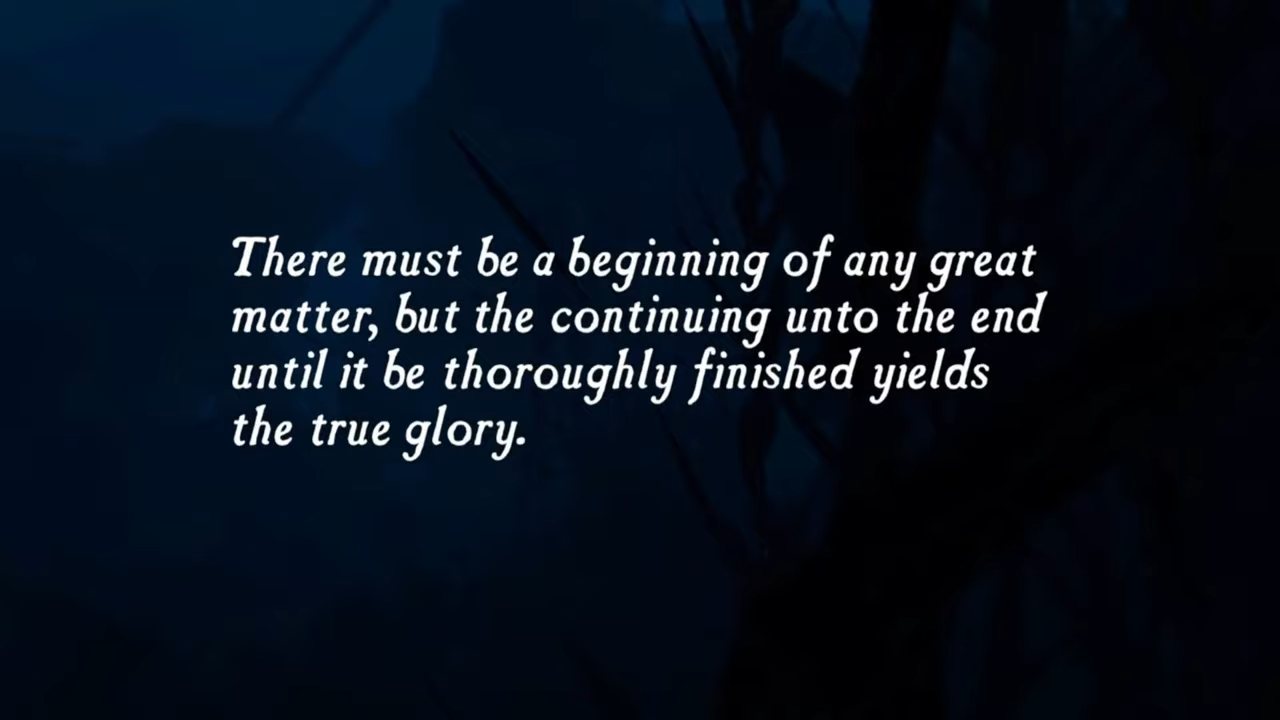 There must be a beginning of any great
matter, but the continuing unto the end
until it be thoroughly finished yields
the true glory.